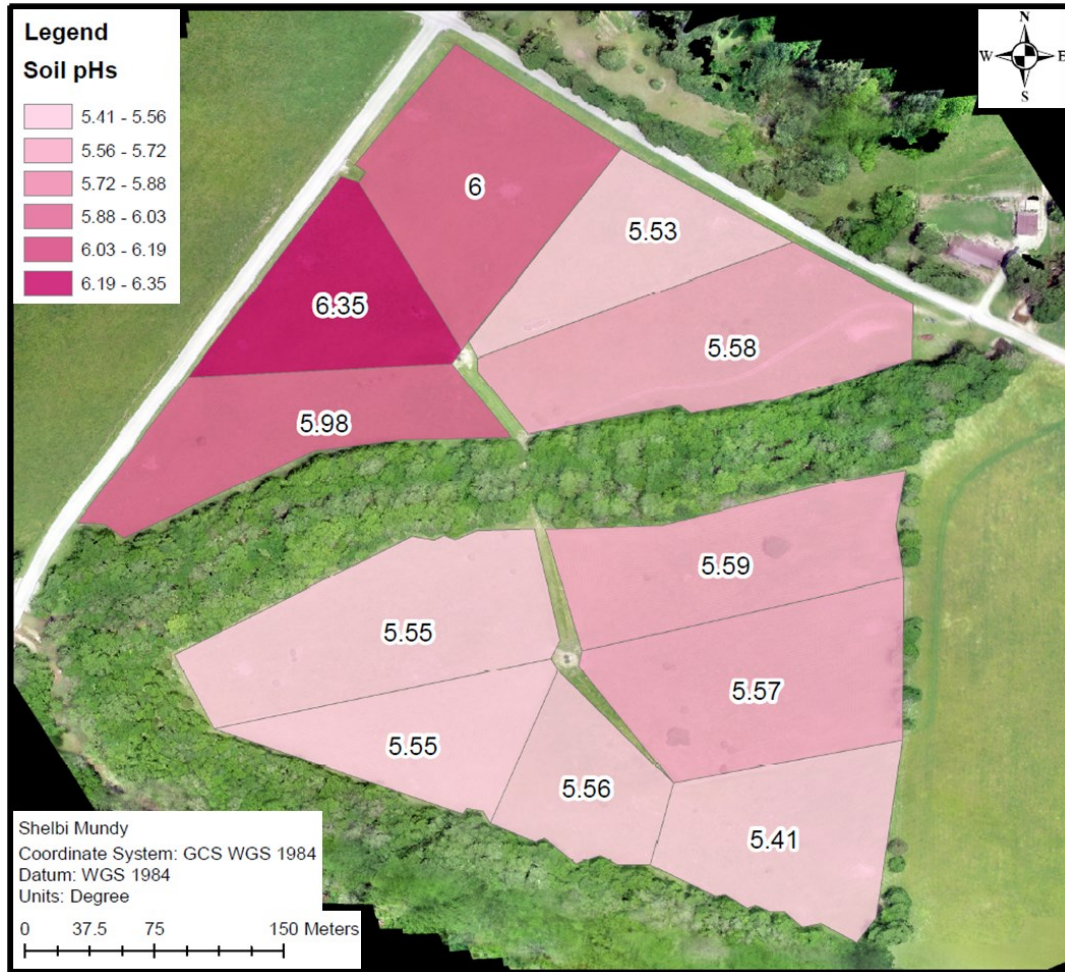 Legend
Soil pHs
5.41 - 5.56
5.56 - 5.72
5.72 - 5.88
5.88 - 6.03
6.03 - 6.19
6.19 - 6.35
N
W E
S
6
5.53
6.35
5.58
5.98
5.59
5.55
5.57
5.55
5.56
5.41
Shelbi Mundy
Coordinate System: GCS WGS 1984
Datum: WGS 1984
Units: Degree
0 37.5 75 150 Meters